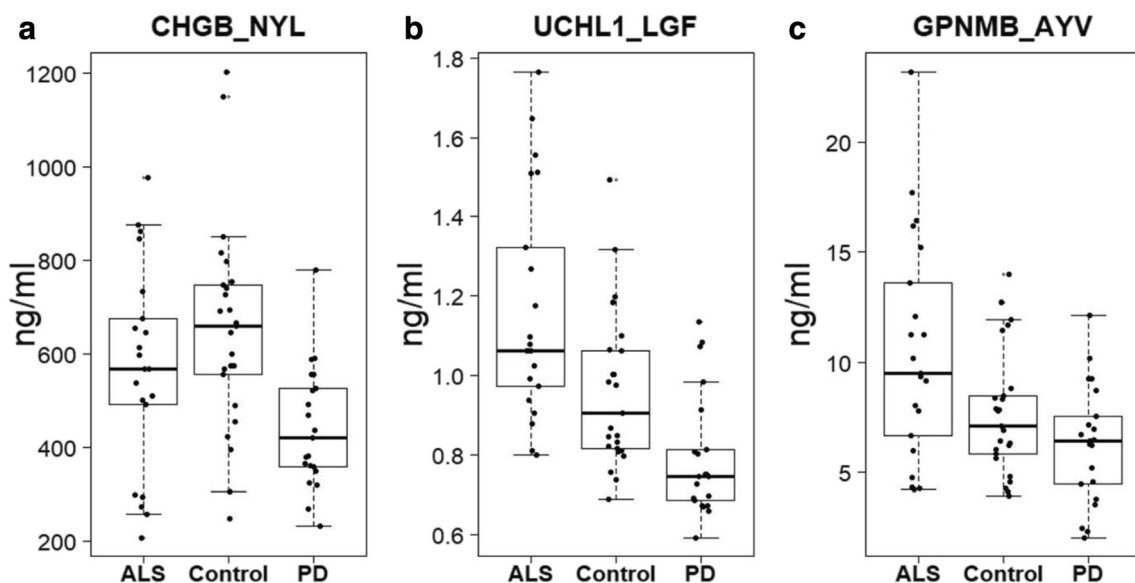 a CHGB_NYL
ng/ml
1200
1000
800
600
400
200
ALS Control PD
b UCHL1_LGF
ng/ml
1.8
1.6
1.4
1.2
1.0
0.8
0.6
ALS Control PD
c GPNMB_AYV
ng/ml
20
15
10
5
ALS Control PD